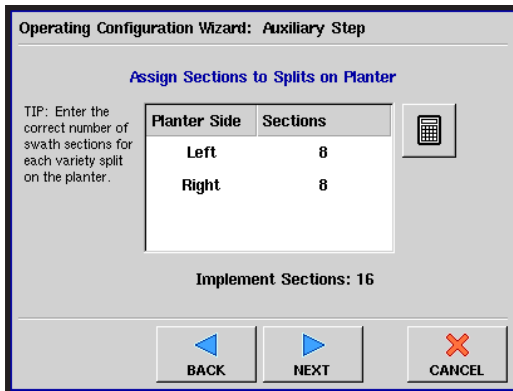 Operating Configuration Wizard: Auxiliary Step
Assign Sections to Splits on Planter
TIP: Enter the
correct number of
swath sections for
each variety split
on the planter.
Planter Side Sections
Left 8
Right 8
Implement Sections: 16
BACK NEXT CANCEL